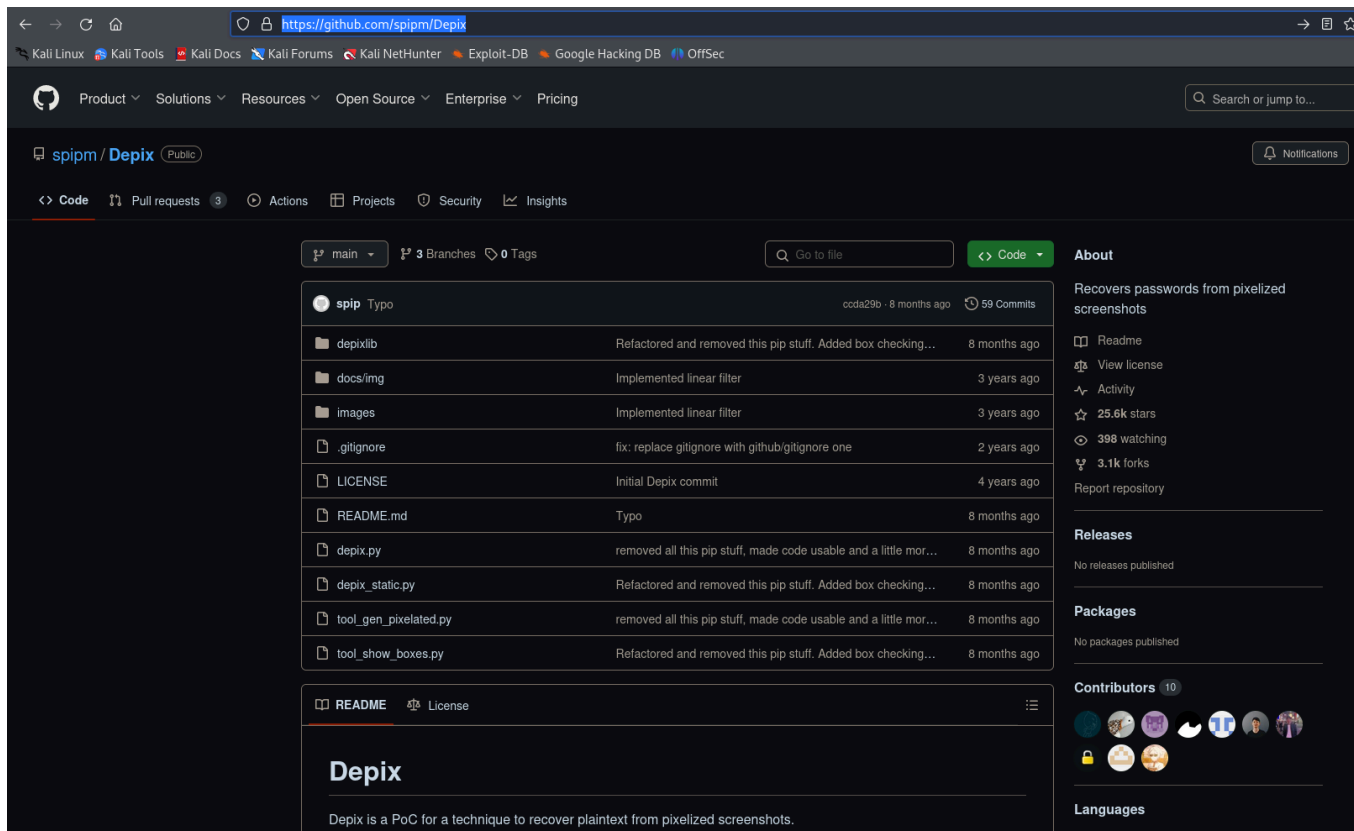 https://github.com/spipm/Depix
Kali Linux Kali Tools Kali Docs Kali Forums Kali NetHunter Exploit-DB Google Hacking DB OffSec
Product Solutions Resources Open Source Enterprise Pricing Search or jump to...
spipm / Depix Public Notifications
<> Code Pull requests 3 Actions Projects Security Insights
main 3 Branches 0 Tags Go to file <> Code
spip Typo ccda29b · 8 months ago 59 Commits
depixlib Refactored and removed this pip stuff. Added box checking… 8 months ago
docs/img Implemented linear filter 3 years ago
images Implemented linear filter 3 years ago
.gitignore fix: replace gitignore with github/gitignore one 2 years ago
LICENSE Initial Depix commit 4 years ago
README.md Typo 8 months ago
depix.py removed all this pip stuff, made code usable and a little mor… 8 months ago
depix_static.py Refactored and removed this pip stuff. Added box checking… 8 months ago
tool_gen_pixelated.py removed all this pip stuff, made code usable and a little mor… 8 months ago
tool_show_boxes.py Refactored and removed this pip stuff. Added box checking… 8 months ago
README License
Depix
Depix is a PoC for a technique to recover plaintext from pixelized screenshots.
About
Recovers passwords from pixelized
screenshots
Readme
View license
Activity
25.6k stars
398 watching
3.1k forks
Report repository
Releases
No releases published
Packages
No packages published
Contributors 10
Languages